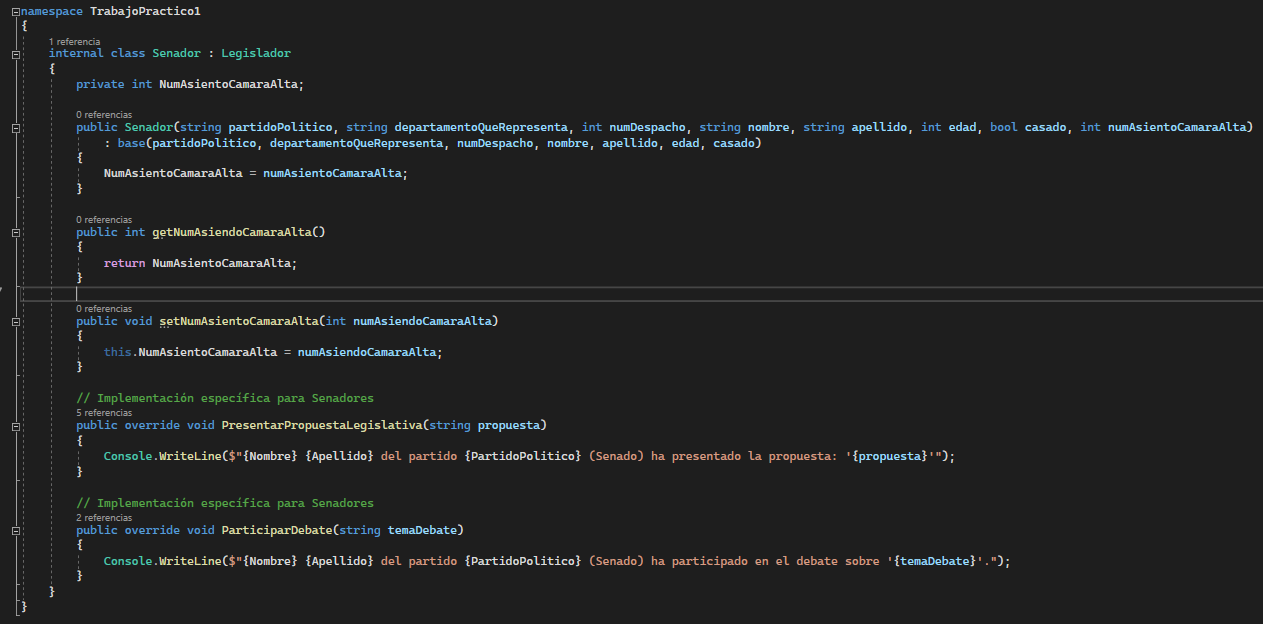 namespace TrabajoPractico1
{
1 referencia
internal class Senador : Legislador
{
private int NumAsientoCamaraAlta;
0 referencias
public Senador(string partidoPolitico, string departamentoQueRepresenta, int numDespacho, string nombre, string apellido, int edad, bool casado, int numAsientoCamaraAlta)
: base(partidoPolitico, departamentoQueRepresenta, numDespacho, nombre, apellido, edad, casado)
{
NumAsientoCamaraAlta = numAsientoCamaraAlta;
}
0 referencias
public int getNumAsiendoCamaraAlta()
{
return NumAsientoCamaraAlta;
}
0 referencias
public void setNumAsientoCamaraAlta(int numAsiendoCamaraAlta)
{
this.NumAsientoCamaraAlta = numAsiendoCamaraAlta;
}
// Implementación específica para Senadores
5 referencias
public override void PresentarPropuestaLegislativa(string propuesta)
{
Console.WriteLine($"{Nombre} {Apellido} del partido {PartidoPolitico} (Senado) ha presentado la propuesta: '{propuesta}'");
}
// Implementación específica para Senadores
2 referencias
public override void ParticiparDebate(string temaDebate)
{
Console.WriteLine($"{Nombre} {Apellido} del partido {PartidoPolitico} (Senado) ha participado en el debate sobre '{temaDebate}'.");
}
}
}